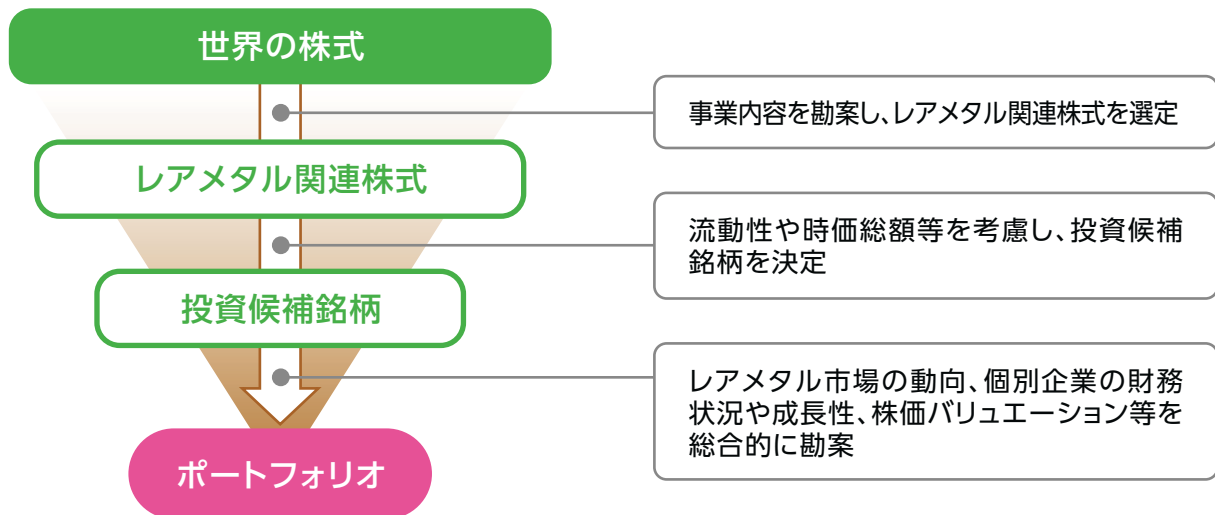 世界の株式
事業内容を勘案し、レアメタル関連株式を選定
レアメタル関連株式
流動性や時価総額等を考慮し、投資候補
銘柄を決定
投資候補銘柄
レアメタル市場の動向、個別企業の財務
状況や成長性、株価バリュエーション等を
総合的に勘案
ポートフォリオ